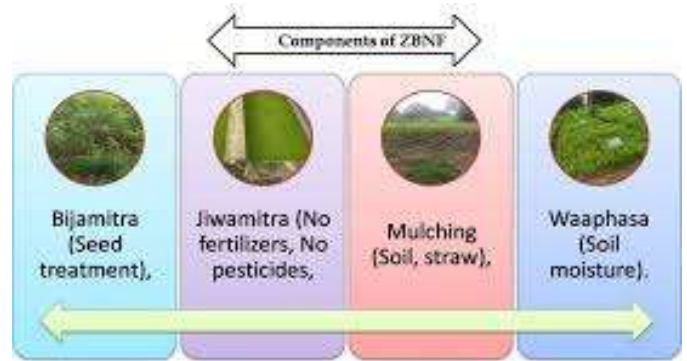 Components of ZBNF
Bijamitra
(Seed
treatment),
Jiwamitra (No
fertilizers, No
pesticides,
Mulching
(Soil, straw),
Waaphasa
(Soil
moisture).